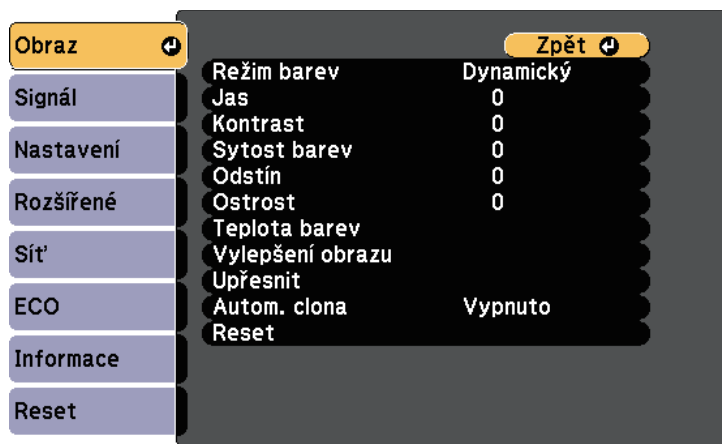 Obraz
Signál
Nastavení
Rozšířené
Síť
ECO
Informace
Reset
Zpět
Režim barev Dynamický
Jas 0
Kontrast 0
Sytost barev 0
Odstín 0
Ostrost 0
Teplota barev
Vylepšení obrazu
Upřesnit
Autom. clona Vypnuto
Reset